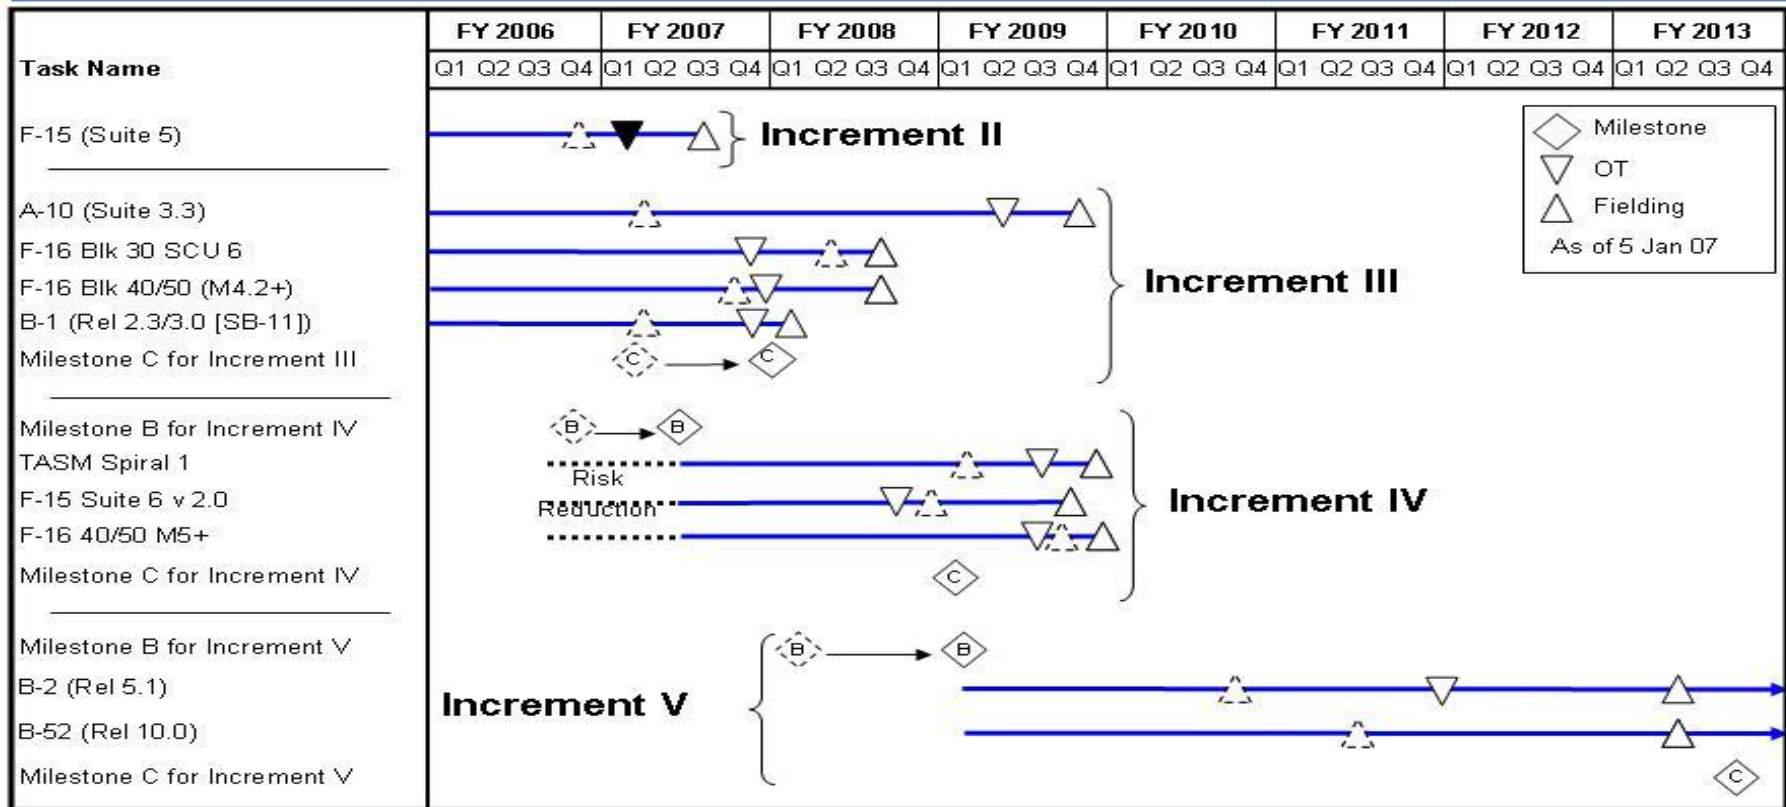 FY 2006 FY 2007 FY 2008 FY 2009 FY 2010 FY 2011 FY 2012 FY 2013
Task Name
Q1 Q2 Q3 Q4 Q1 Q2 Q3 Q4 Q1 Q2 Q3 Q4 Q1 Q2 Q3 Q4 Q1 Q2 Q3 Q4 Q1 Q2 Q3 Q4 Q1 Q2 Q3 Q4 Q1 Q2 Q3 Q4
Milestone
OT
Fielding
As of 5 Jan 07
F-15 (Suite 5)
Increment II
A-10 (Suite 3.3)
F-16 Blk 30 SCU 6
F-16 Blk 40/50 (M4.2+)
B-1 (Rel 2.3/3.0 [SB-11])
Milestone C for Increment III
C C
Increment III
Milestone B for Increment IV
B B
TASM Spiral 1
Risk
F-15 Suite 6 v 2.0
Reduction
F-16 40/50 M5+
Milestone C for Increment IV
C
Increment IV
Milestone B for Increment V
B B
B-2 (Rel 5.1)
Increment V
B-52 (Rel 10.0)
Milestone C for Increment V
C